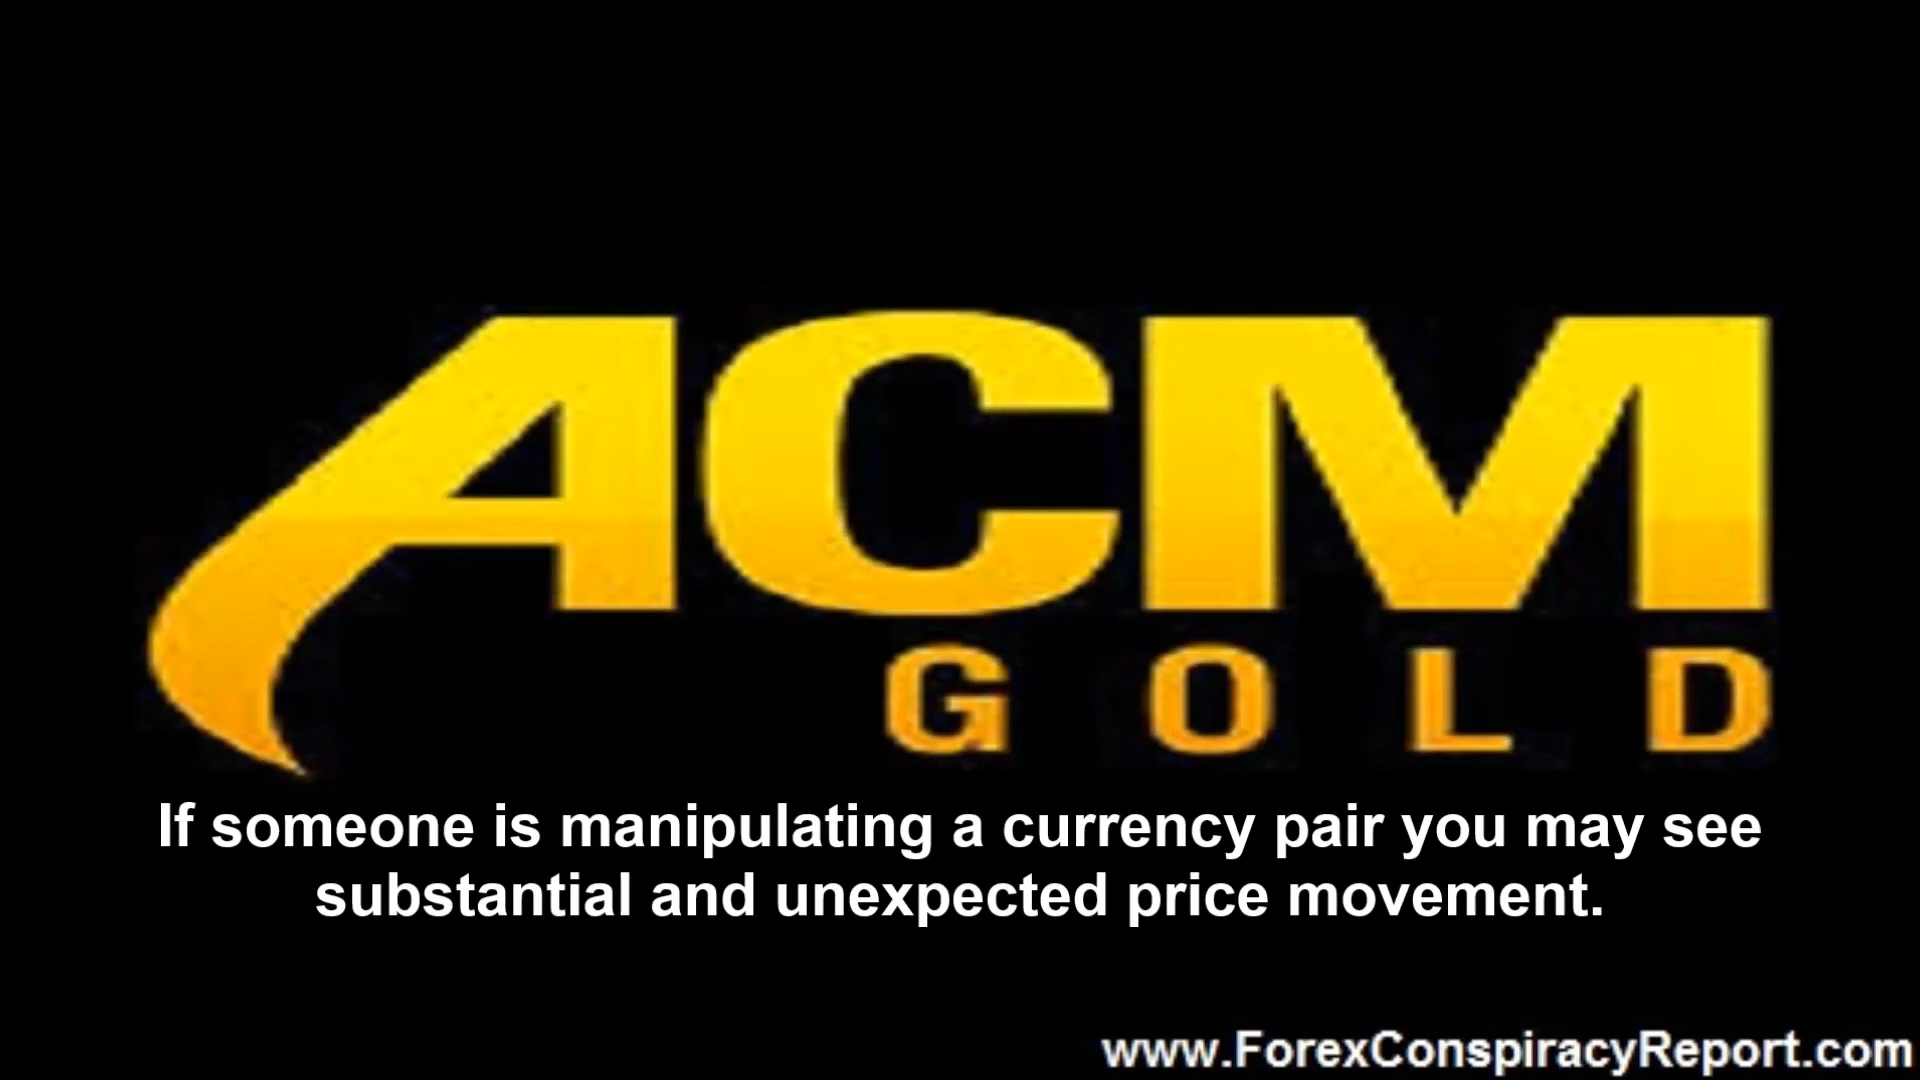 ACM
GOLD
If someone is manipulating a currency pair you may see
substantial and unexpected price movement.
www.ForexConspiracyReport.com